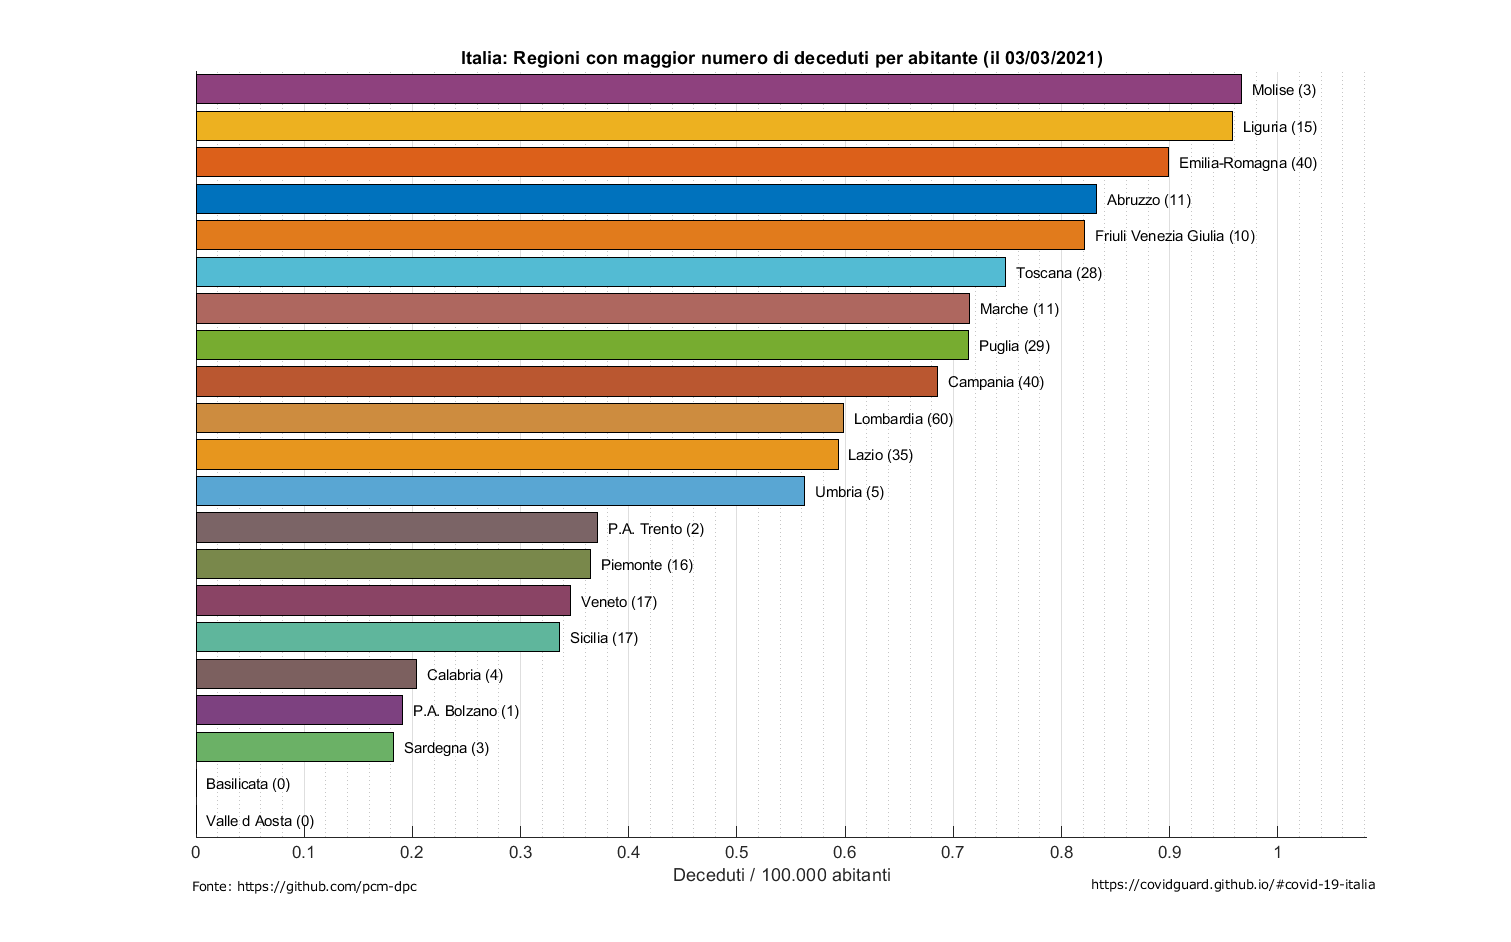 Italia: Regioni con maggior numero di deceduti per abitante (il 03/03/2021)
Molise (3)
Liguria (15)
Emilia-Romagna (40)
Abruzzo (11)
Friuli Venezia Giulia (10)
Toscana (28)
Marche (11)
Puglia (29)
Campania (40)
Lombardia (60)
Lazio (35)
Umbria (5)
P.A. Trento (2)
Piemonte (16)
Veneto (17)
Sicilia (17)
Calabria (4)
P.A. Bolzano (1)
Sardegna (3)
Basilicata (0)
Valle d Aosta (0)
0 0.1 0.2 0.3 0.4 0.5 0.6 0.7 0.8 0.9 1
Deceduti / 100.000 abitanti
Fonte: https://github.com/pcm-dpc
https://covidguard.github.io/#covid-19-italia